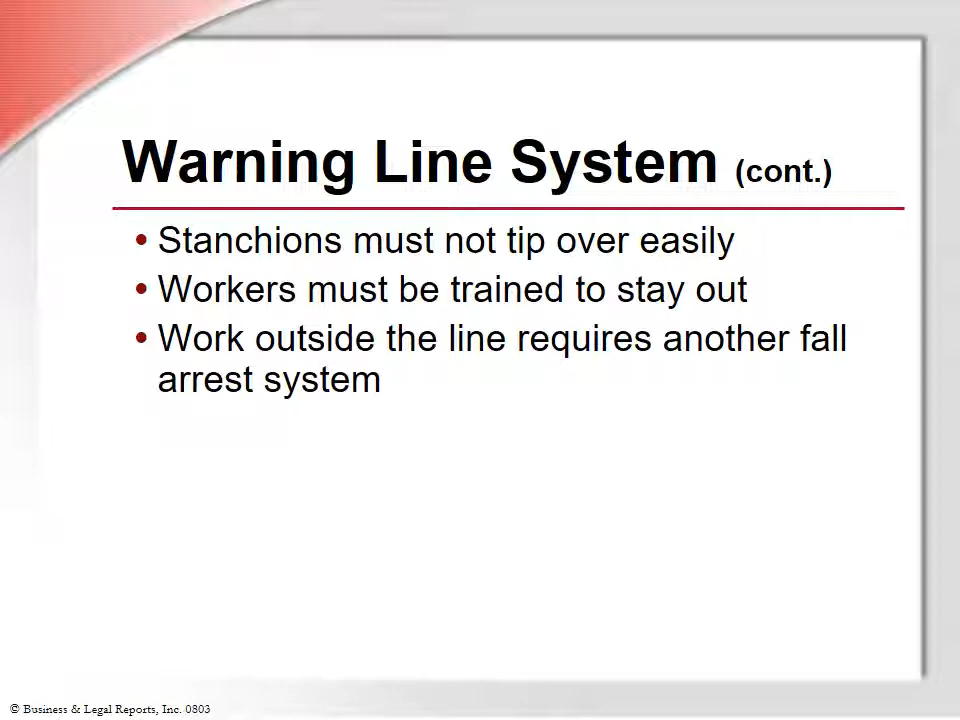 Warning Line System (cont.)
• Stanchions must not tip over easily
• Workers must be trained to stay out
• Work outside the line requires another fall
arrest system
© Business & Legal Reports, Inc. 0803